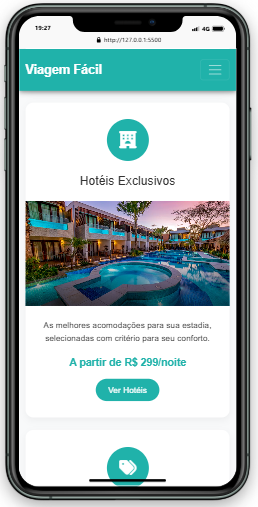 19:27
4G
http://127.0.0.1:5500
Viagem Fácil
Hotéis Exclusivos
As melhores acomodações para sua estadia,
selecionadas com critério para seu conforto.
A partir de R$ 299/noite
Ver Hotéis